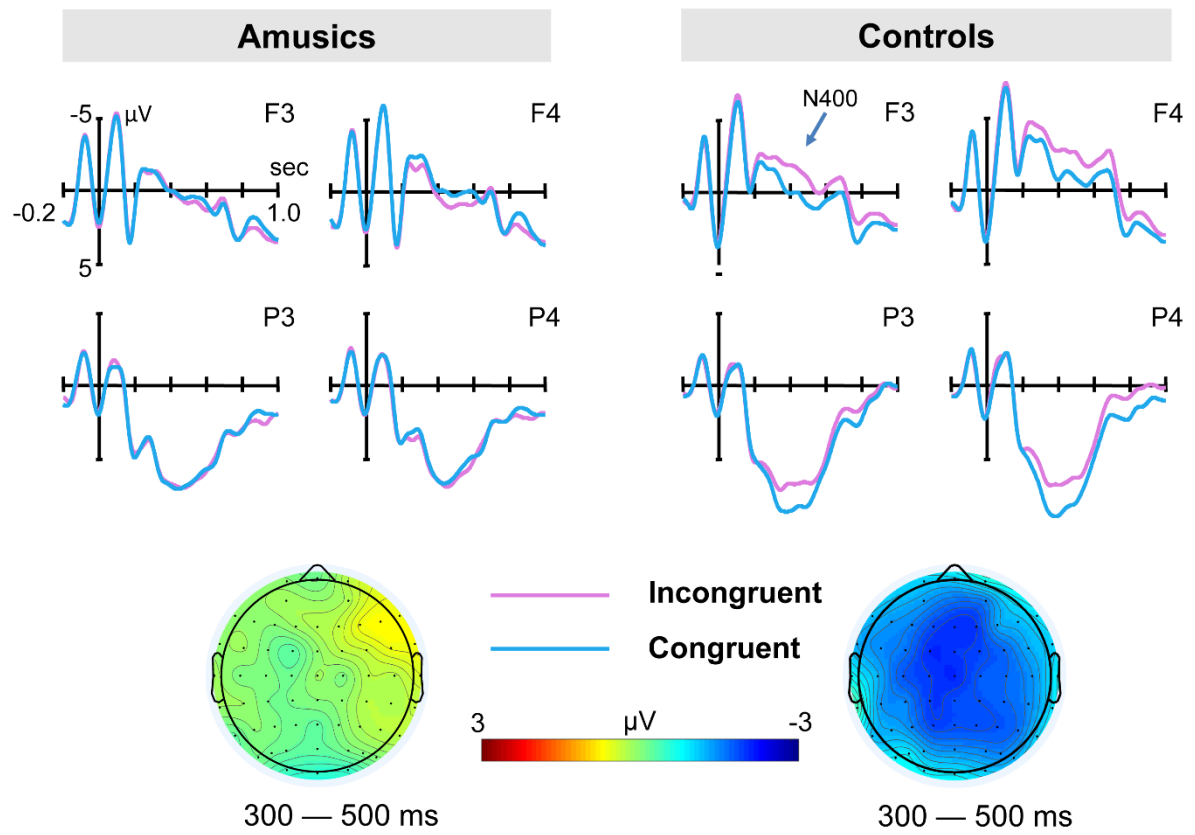 Amusics
Controls
-5
µV
F3
F4
N400
F3
F4
sec
-0.2
1.0
5
P3
P4
P3
P4
Incongruent
Congruent
3
µV
-3
300 — 500 ms
300 — 500 ms